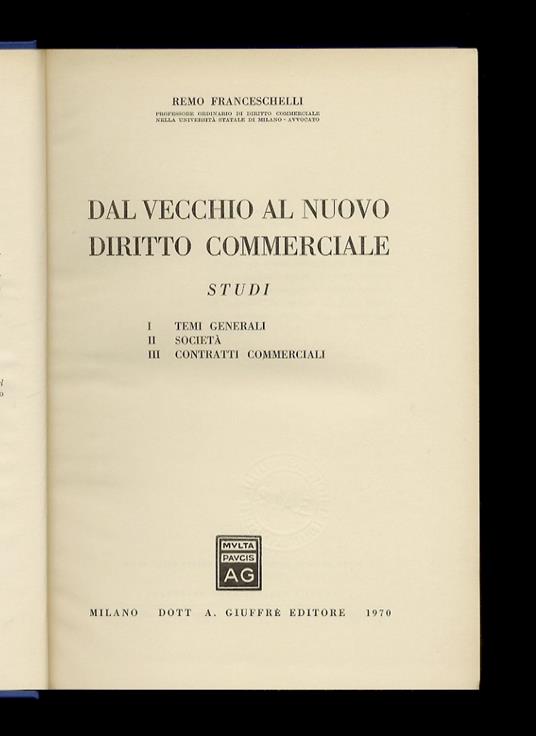 REMO FRANCESCHELLI
PROFESSORE ORDINARIO DI DIRITTO COMMERCIALE
NELLA UNIVERSITÀ STATALE DI MILANO - AVVOCATO
DAL VECCHIO AL NUOVO
DIRITTO COMMERCIALE
STUDI
I TEMI GENERALI
II SOCIETÀ
III CONTRATTI COMMERCIALI
MVLTA
PAVCIS
AG
MILANO DOTT A. GIUFFRÈ EDITORE 1970